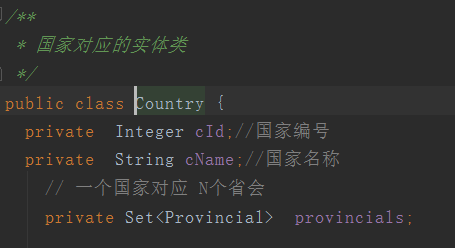 /**
 * 国家对应的实体类
 */
public class Country {
  private  Integer cId;//国家编号
  private  String cName;//国家名称
    // 一个国家对应 N个省会
    private Set<Provincial>  provincials;